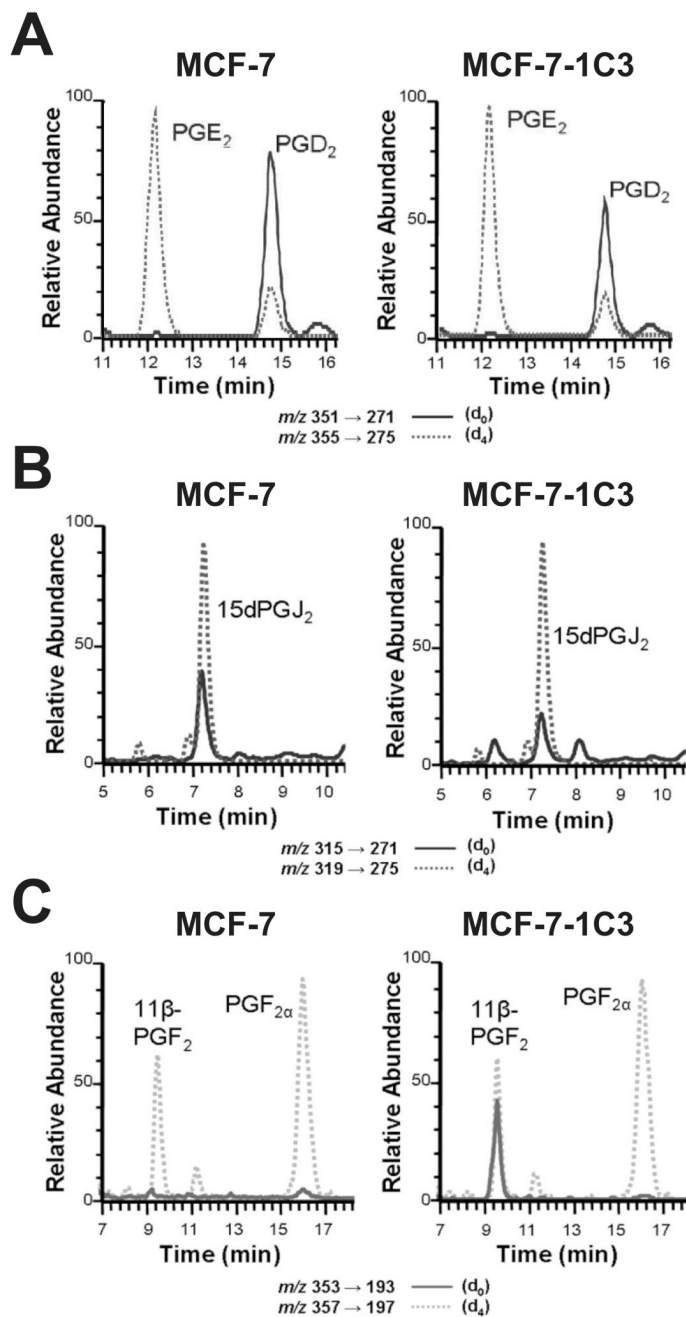 A
MCF-7 MCF-7-1C3
Relative Abundance
100
50
0
PGE₂
PGD₂
11 12 13 14 15 16
Time (min)
Relative Abundance
100
50
0
PGE₂
PGD₂
11 12 13 14 15 16
Time (min)
m/z 351 → 271 (d₀)
m/z 355 → 275 (d₄)
B
MCF-7 MCF-7-1C3
Relative Abundance
100
50
0
15dPGJ₂
5 6 7 8 9 10
Time (min)
Relative Abundance
100
50
0
15dPGJ₂
5 6 7 8 9 10
Time (min)
m/z 315 → 271 (d₀)
m/z 319 → 275 (d₄)
C
MCF-7 MCF-7-1C3
Relative Abundance
100
50
0
11β-
PGF₂
PGF₂α
7 9 11 13 15 17
Time (min)
Relative Abundance
100
50
0
11β-
PGF₂
PGF₂α
7 9 11 13 15 17
Time (min)
m/z 353 → 193 (d₀)
m/z 357 → 197 (d₄)